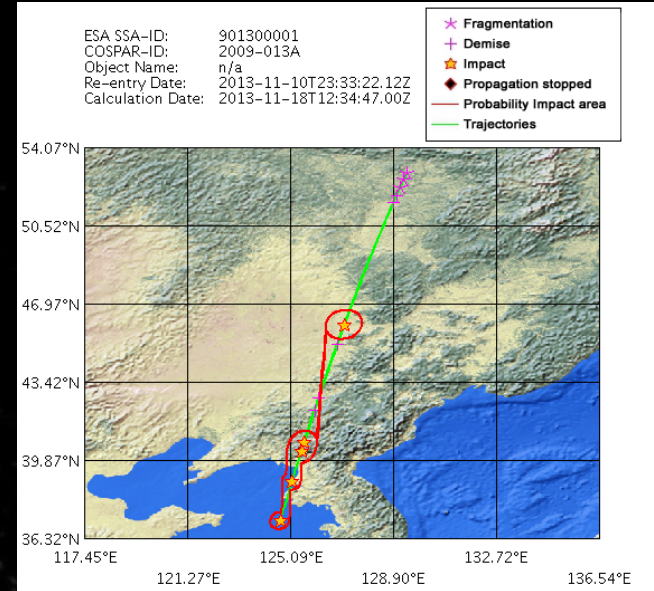 ESA SSA-ID: 901300001
COSPAR-ID: 2009-013A
Object Name: n/a
Re-entry Date: 2013-11-10T23:33:22.12Z
Calculation Date: 2013-11-18T12:34:47.00Z
Fragmentation
Demise
Impact
Propagation stopped
Probability Impact area
Trajectories
54.07°N
50.52°N
46.97°N
43.42°N
39.87°N
36.32°N
117.45°E 125.09°E 132.72°E
121.27°E 128.90°E 136.54°E